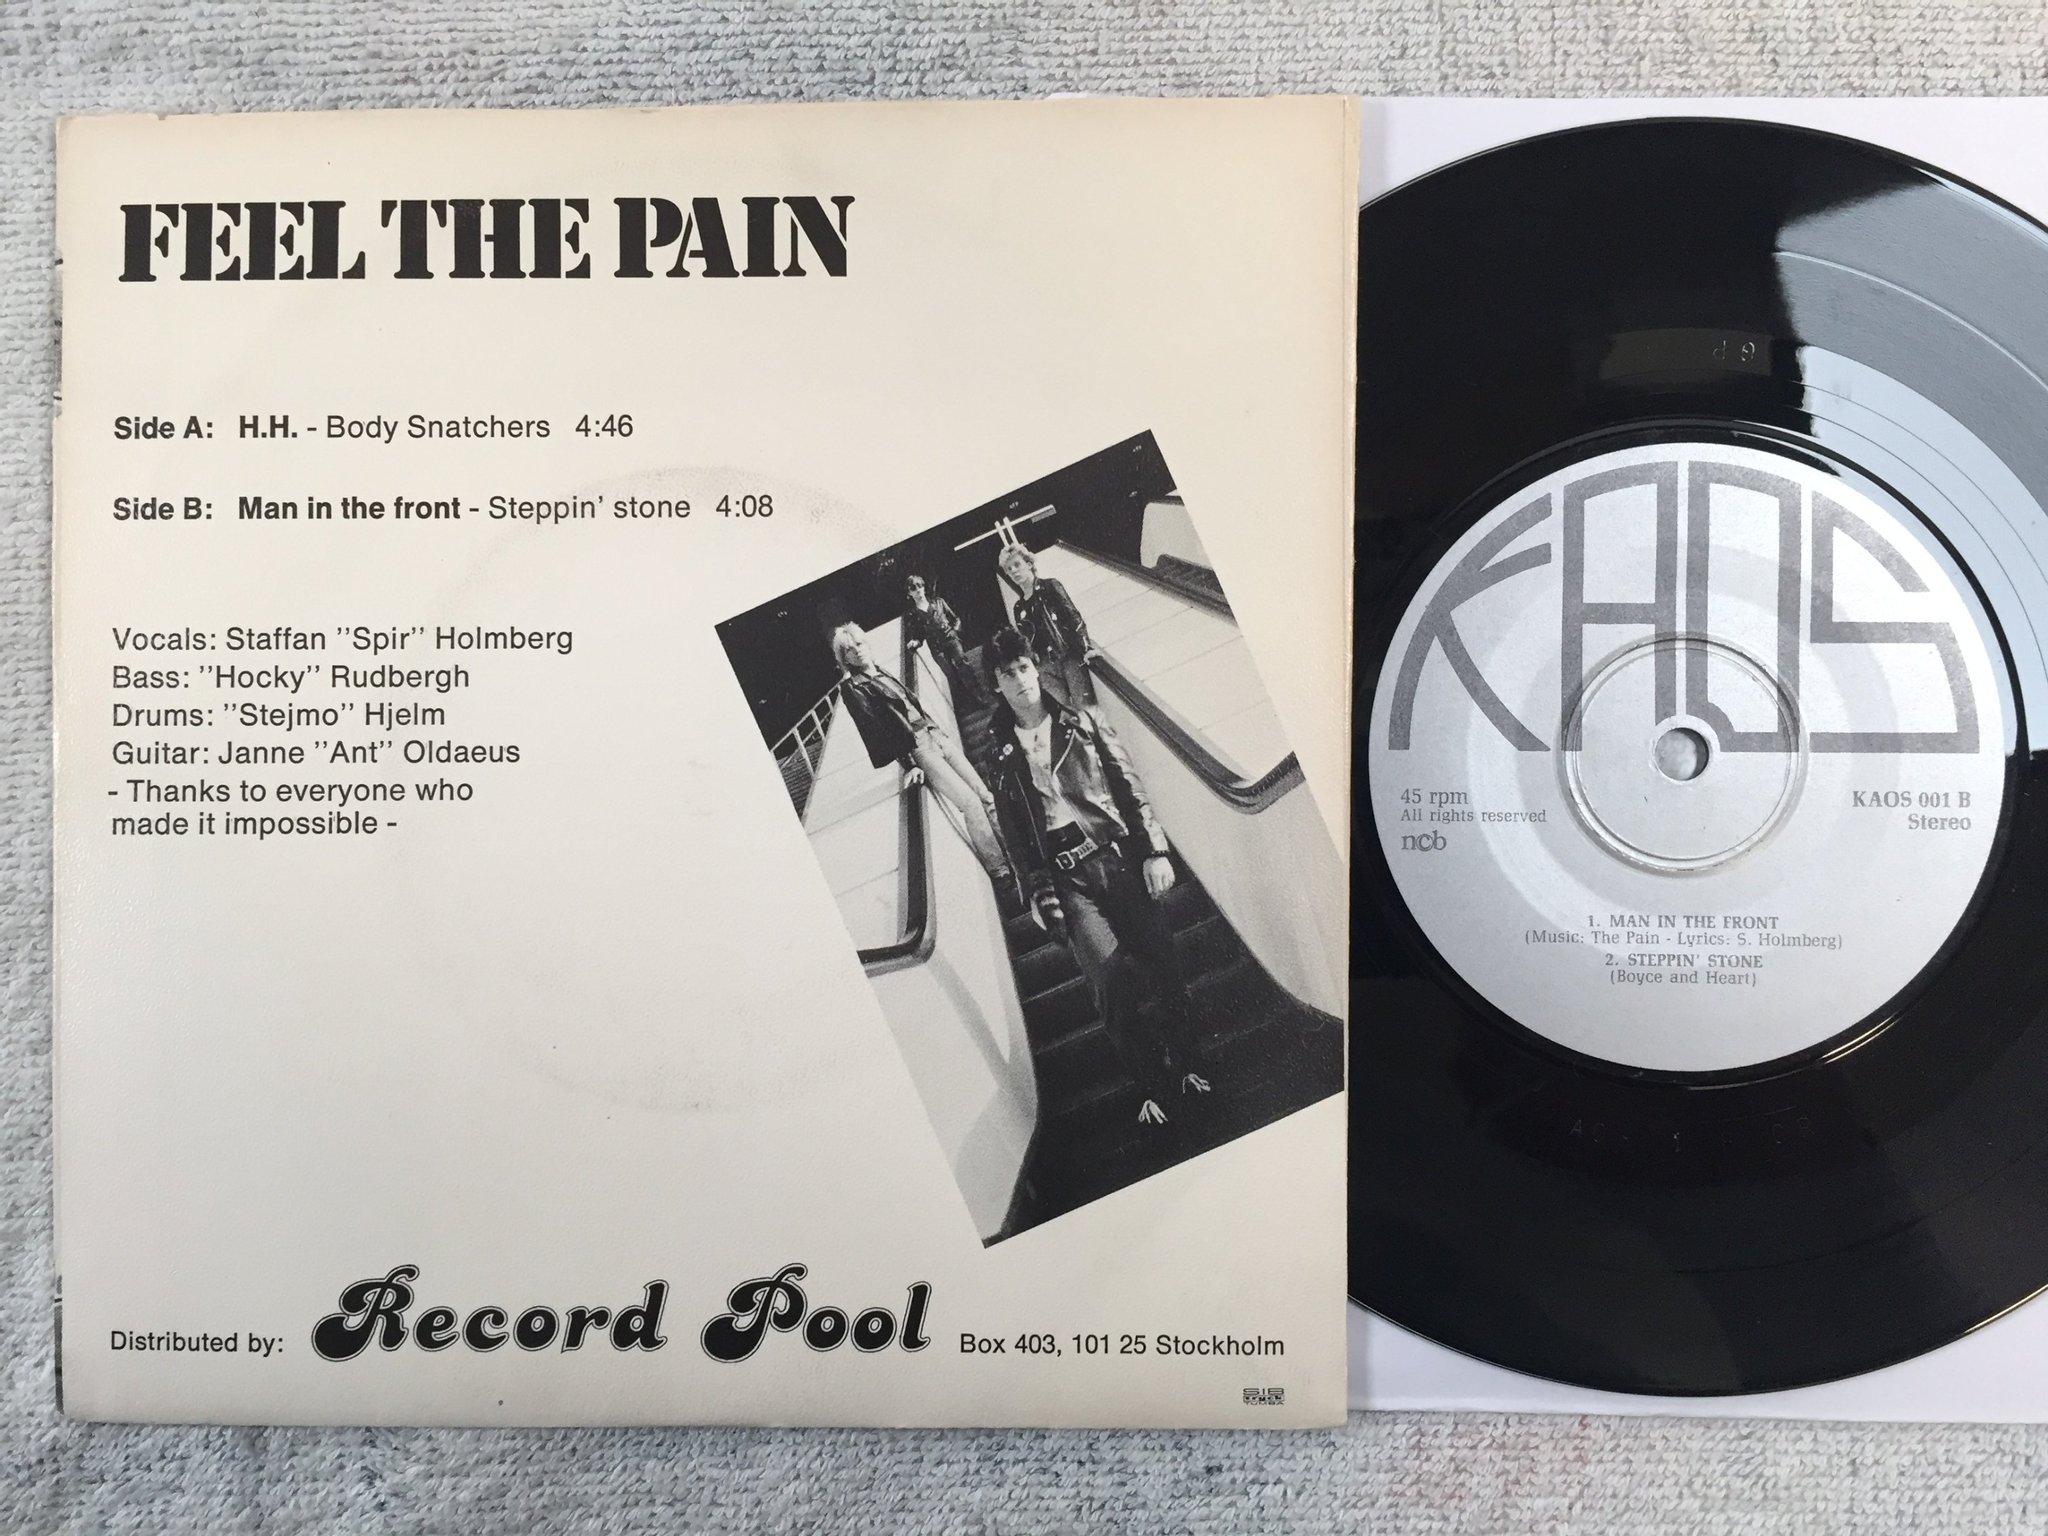 FEEL THE PAIN
Side A: H.H. - Body Snatchers 4:46
Side B: Man in the front - Steppin' stone 4:08
Vocals: Staffan "Spir" Holmberg
Bass: "Hocky" Rudbergh
Drums: "Stejmo" Hjelm
Guitar: Janne "Ant" Oldaeus
- Thanks to everyone who
made it impossible -
Distributed by: Record Pool Box 403, 101 25 Stockholm
SIB
TUMBA
KAOS
45 rpm
All rights reserved
ncb
KAOS 001 B
Stereo
1. MAN IN THE FRONT
(Music: The Pain - Lyrics: S. Holmberg)
2. STEPPIN' STONE
(Boyce and Heart)